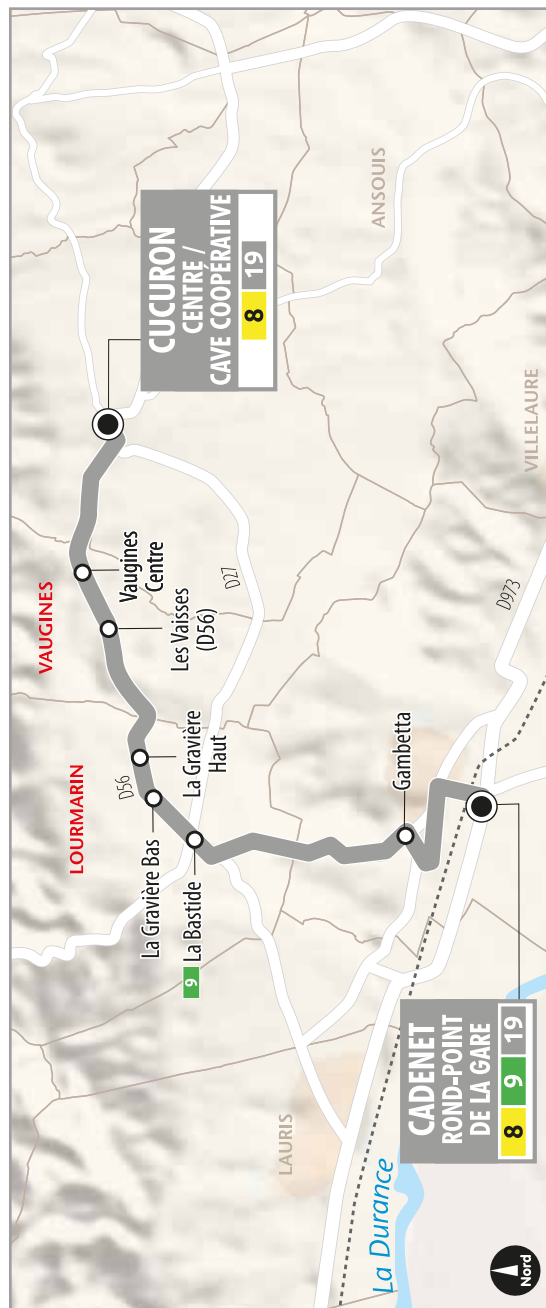 VAUGINES
LOURMARIN
CUCURON
CENTRE /
CAVE COOPÉRATIVE
8 19
ANSOUIS
VILLELAURE
Vaugines
Centre
Les Vaisses
(D56)
D27
D56
La Gravière
Haut
La Gravière Bas
9 La Bastide
Gambetta
D973
LAURIS
CADENET
ROND-POINT
DE LA GARE
8 9 19
La Durance
Nord